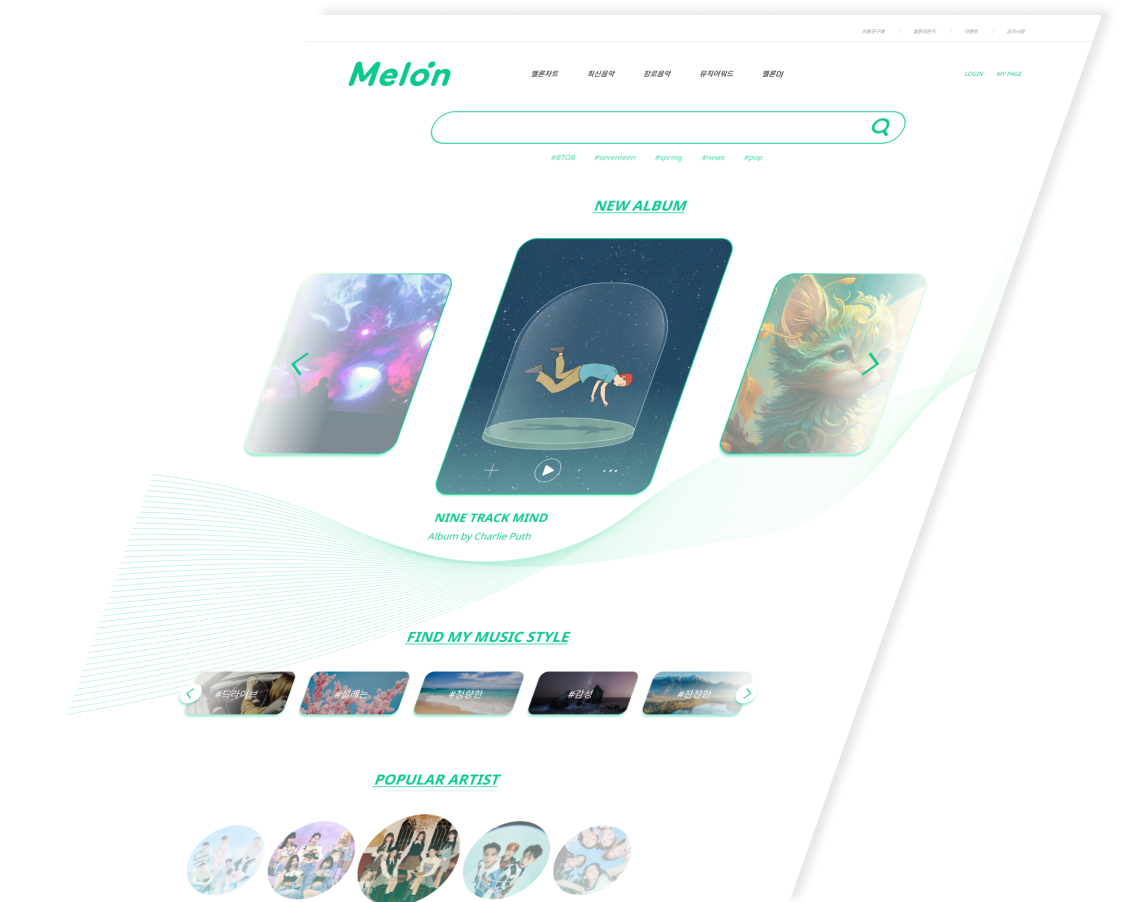 이용권구매 멜론라운지 이벤트 공지사항
Melon 멜론차트 최신음악 장르음악 뮤직어워드 멜론DJ LOGIN MY PAGE
#BTOB #seventeen #spring #news #pop
NEW ALBUM
NINE TRACK MIND
Album by Charlie Puth
FIND MY MUSIC STYLE
#드라이브 #설레는 #청량한 #감성 #잔잔한
POPULAR ARTIST